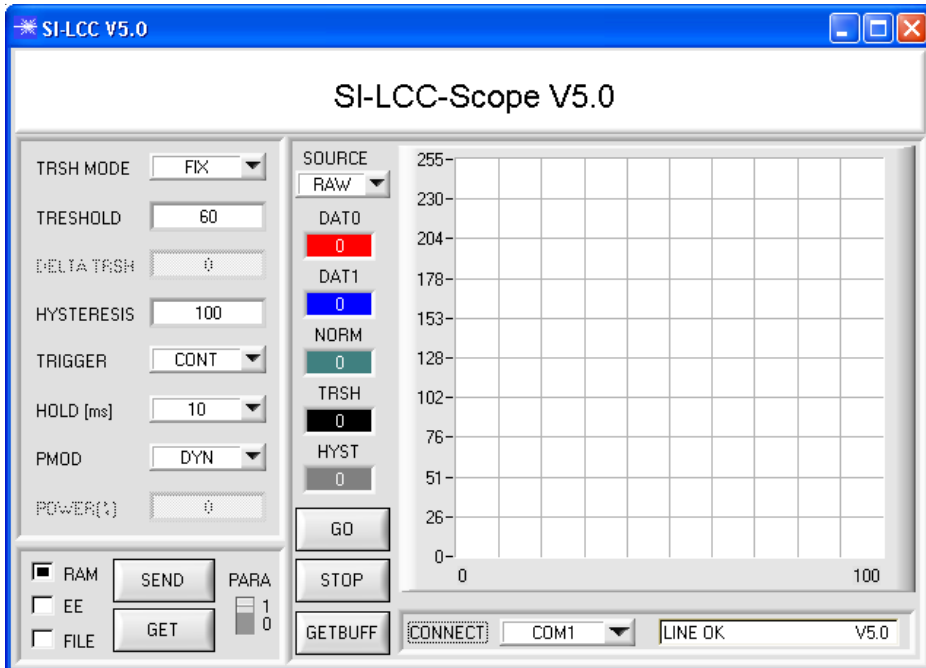 SI-LCC V5.0
SI-LCC-Scope V5.0
TRSH MODE FIX
TRESHOLD 60
DELTA TRSH 0
HYSTERESIS 100
TRIGGER CONT
HOLD [ms] 10
PMOD DYN
POWER(%) 0
RAM
EE
FILE
SEND
GET
PARA
1
0
SOURCE
RAW
DAT0
0
DAT1
0
NORM
0
TRSH
0
HYST
0
GO
STOP
GETBUFF
255
230
204
178
153
128
102
76
51
26
0
0 100
CONNECT COM1 LINE OK V5.0